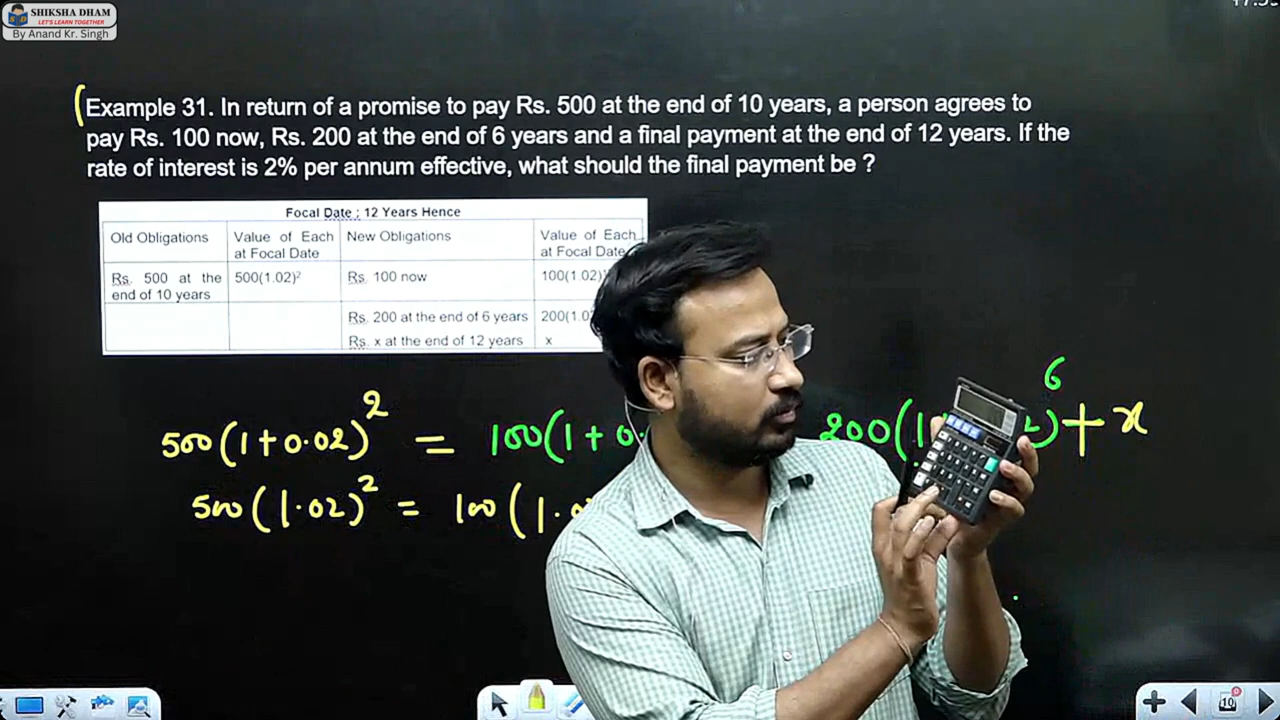 SHIKSHA DHAM
LET'S LEARN TOGETHER
By Anand Kr. Singh
Example 31. In return of a promise to pay Rs. 500 at the end of 10 years, a person agrees to
pay Rs. 100 now, Rs. 200 at the end of 6 years and a final payment at the end of 12 years. If the
rate of interest is 2% per annum effective, what should the final payment be ?
Focal Date : 12 Years Hence
Old Obligations Value of Each at Focal Date New Obligations Value of Each at Focal Date
Rs. 500 at the end of 10 years 500(1.02)² Rs. 100 now 100(1.02)
Rs. 200 at the end of 6 years 200(1.0
Rs. x at the end of 12 years x
500(1+0.02)² = 100(1+0. 200(1 )⁶+x
500(1.02)² = 100(1.0
10